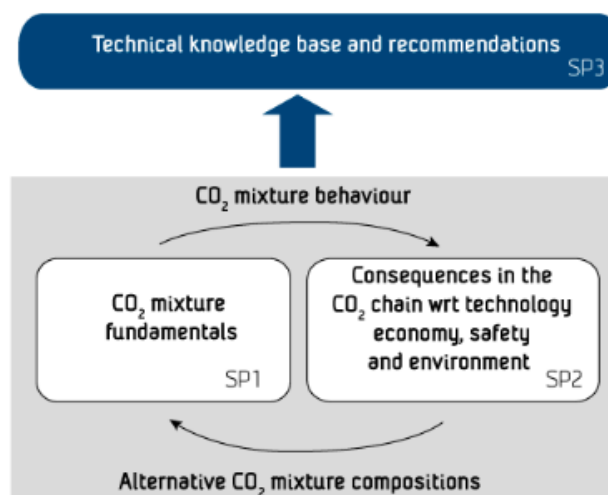 Technical knowledge base and recommendations
SP3
CO₂ mixture behaviour
CO₂ mixture
fundamentals
SP1
Consequences in the
CO₂ chain wrt technology
economy, safety
and environment
SP2
Alternative CO₂ mixture compositions